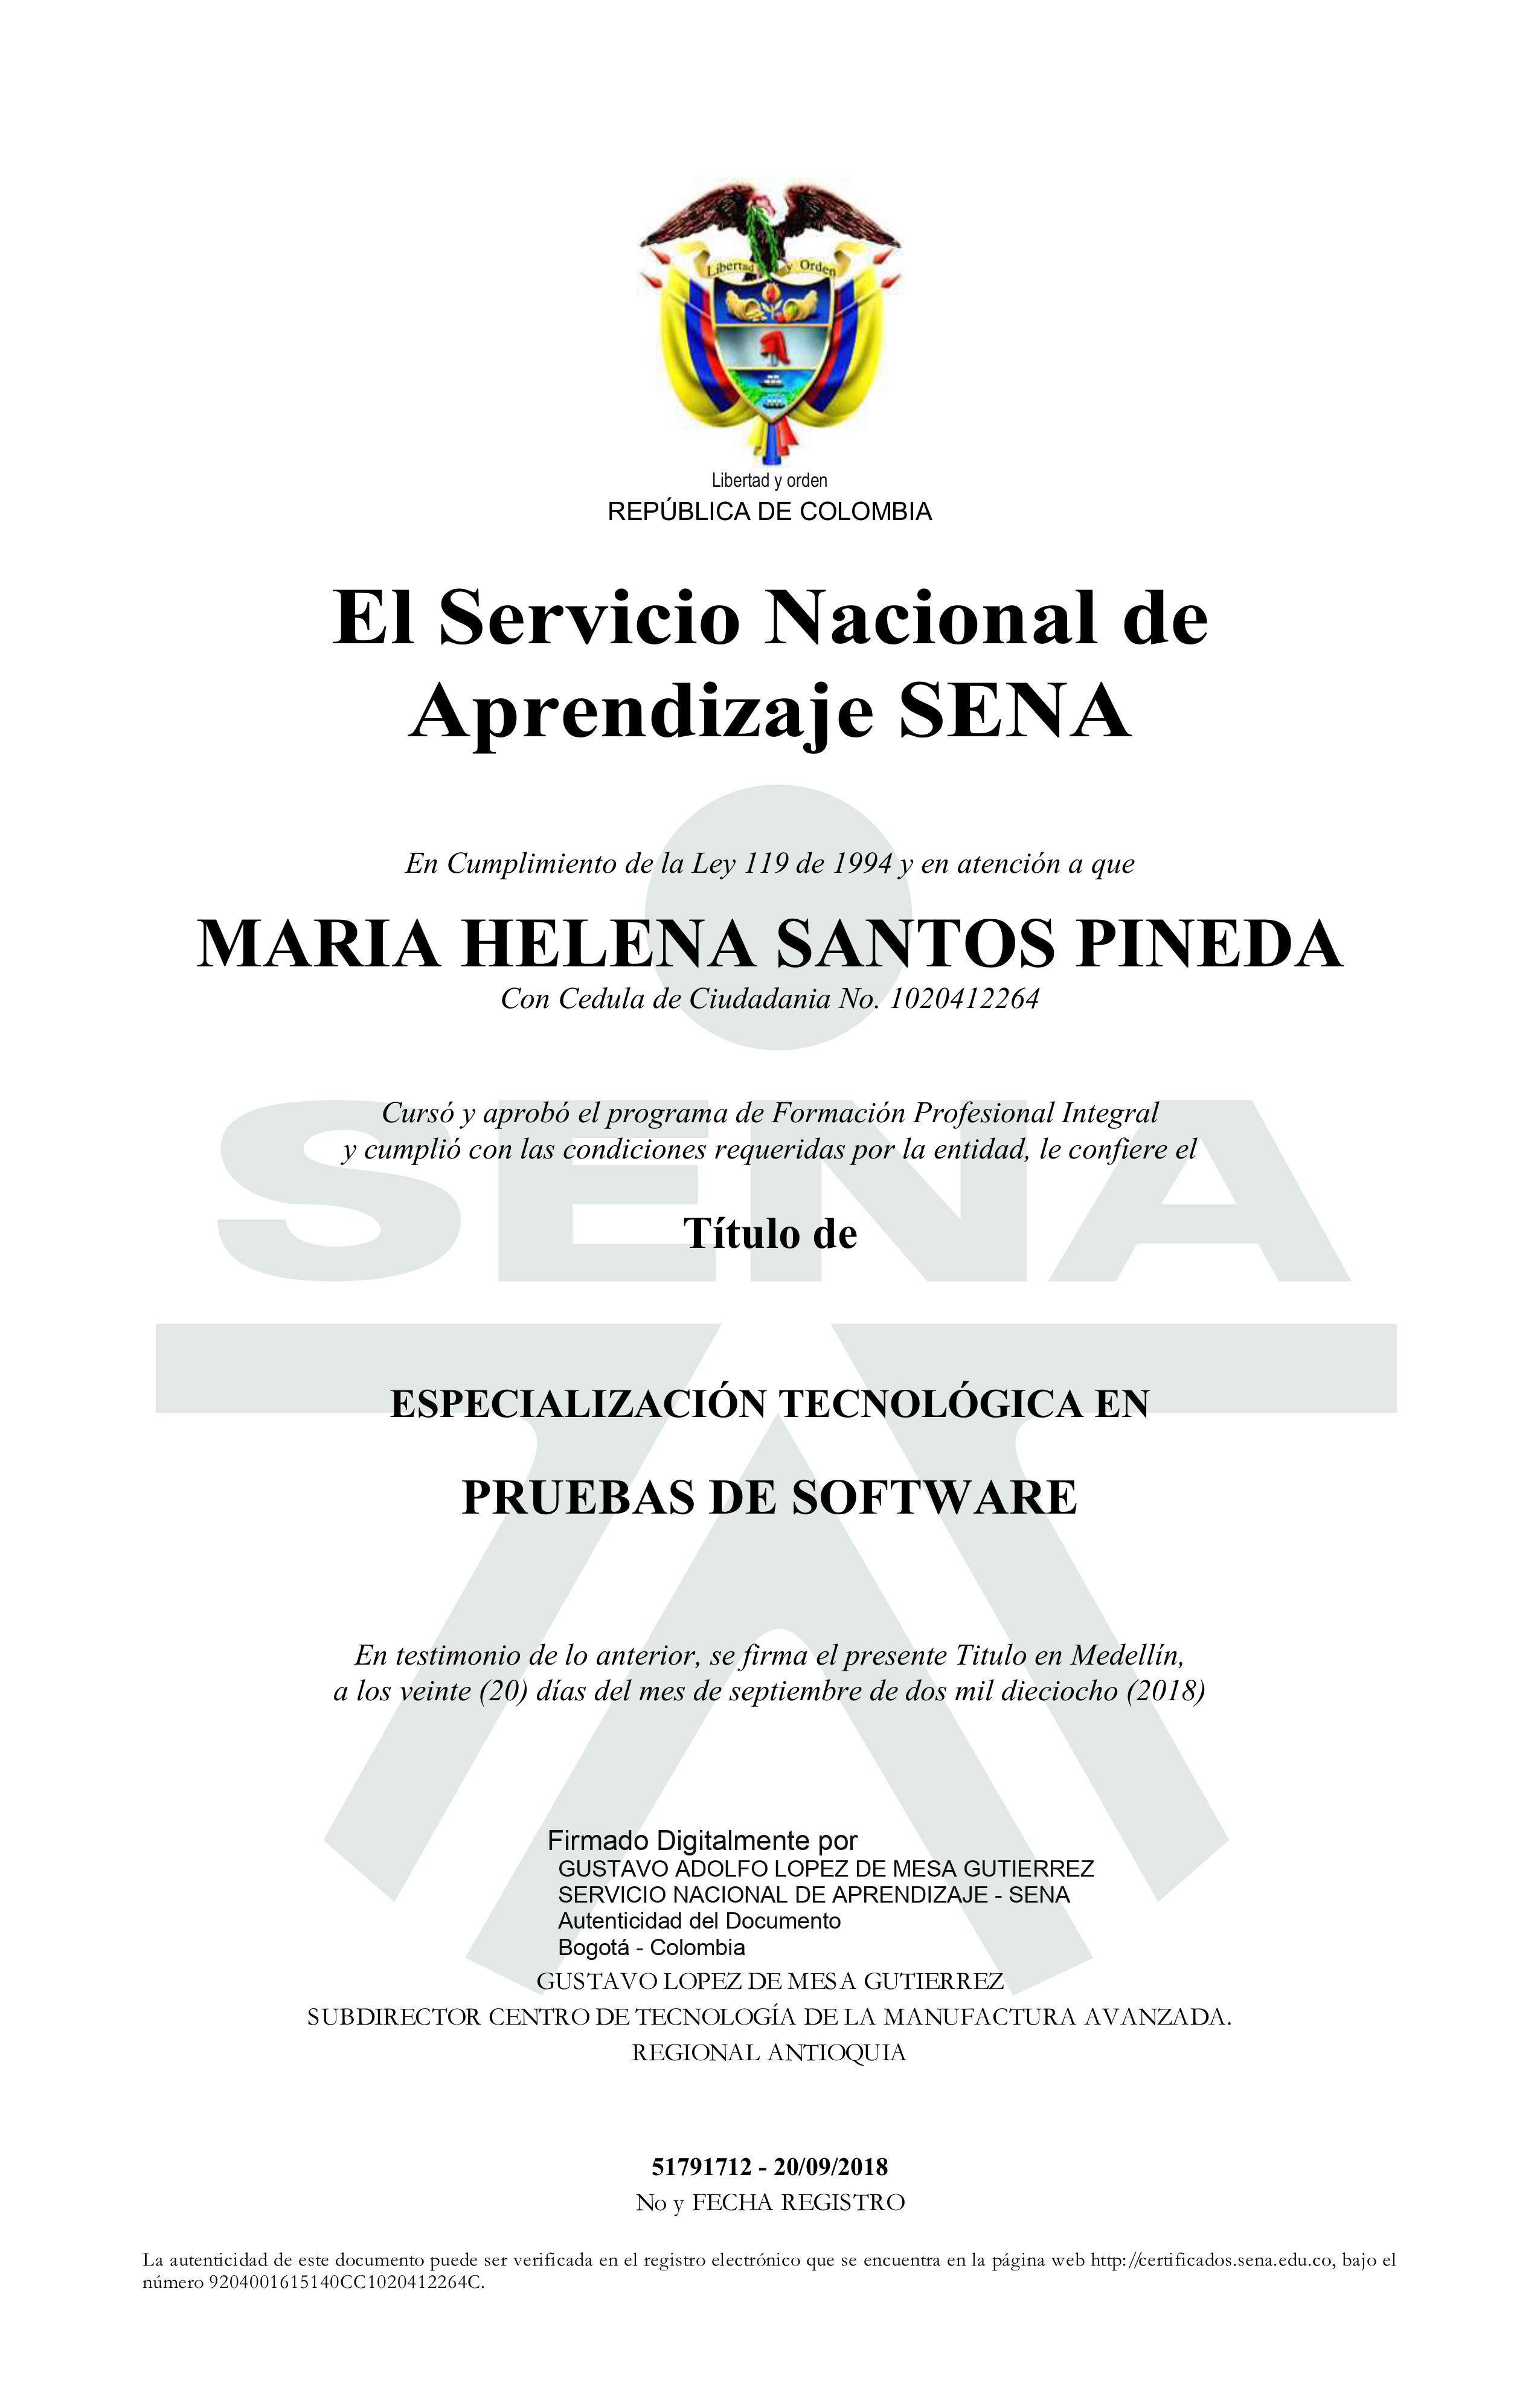 Libertad y Orden
Libertad y orden
REPÚBLICA DE COLOMBIA
El Servicio Nacional de
Aprendizaje SENA
En Cumplimiento de la Ley 119 de 1994 y en atención a que
MARIA HELENA SANTOS PINEDA
Con Cedula de Ciudadania No. 1020412264
SENA
Cursó y aprobó el programa de Formación Profesional Integral
y cumplió con las condiciones requeridas por la entidad, le confiere el
Título de
ESPECIALIZACIÓN TECNOLÓGICA EN
PRUEBAS DE SOFTWARE
En testimonio de lo anterior, se firma el presente Titulo en Medellín,
a los veinte (20) días del mes de septiembre de dos mil dieciocho (2018)
Firmado Digitalmente por
GUSTAVO ADOLFO LOPEZ DE MESA GUTIERREZ
SERVICIO NACIONAL DE APRENDIZAJE - SENA
Autenticidad del Documento
Bogotá - Colombia
GUSTAVO LOPEZ DE MESA GUTIERREZ
SUBDIRECTOR CENTRO DE TECNOLOGÍA DE LA MANUFACTURA AVANZADA.
REGIONAL ANTIOQUIA
51791712 - 20/09/2018
No y FECHA REGISTRO
La autenticidad de este documento puede ser verificada en el registro electrónico que se encuentra en la página web http://certificados.sena.edu.co, bajo el
número 9204001615140CC1020412264C.